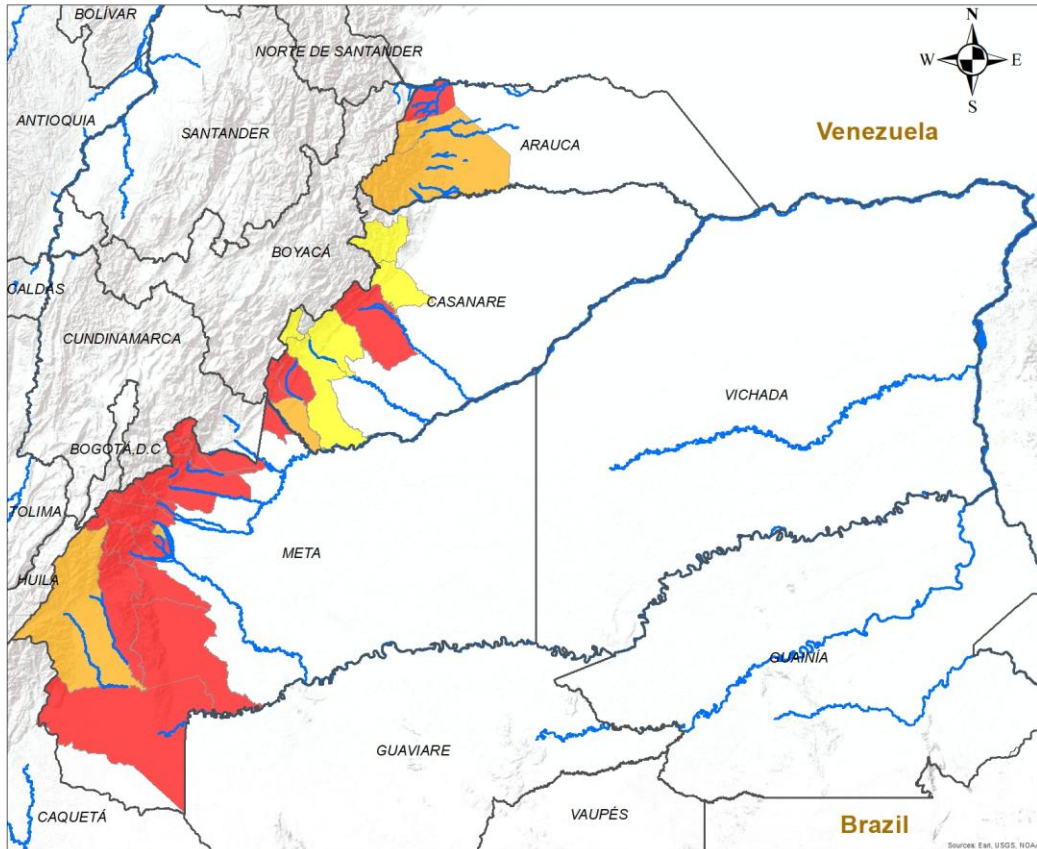 BOLÍVAR
NORTE DE SANTANDER
N
W E
S
ANTIOQUIA
SANTANDER
ARAUCA
Venezuela
BOYACÁ
CALDAS
CASANARE
CUNDINAMARCA
VICHADA
BOGOTÁ.D.C
TOLIMA
META
HUILA
GUAINÍA
GUAVIARE
CAQUETÁ
VAUPÉS
Brazil
Sources: Esri, USGS, NOAA